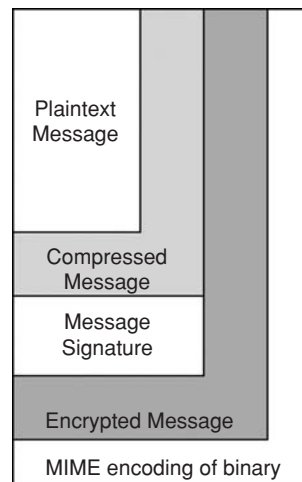 Plaintext
Message
Compressed
Message
Message
Signature
Encrypted Message
MIME encoding of binary